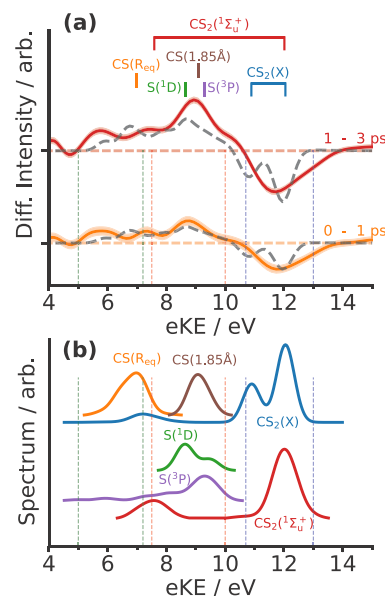 (a)
CS₂(¹Σᵤ⁺)
CS(1.85Å)
CS(R_eq) CS₂(X)
S(¹D) S(³P)
1 - 3 ps
0 - 1 ps
Diff. Intensity / arb.
4 6 8 10 12 14
eKE / eV
(b)
CS(R_eq) CS(1.85Å)
CS₂(X)
S(¹D)
S(³P)
CS₂(¹Σᵤ⁺)
Spectrum / arb.
4 6 8 10 12 14
eKE / eV